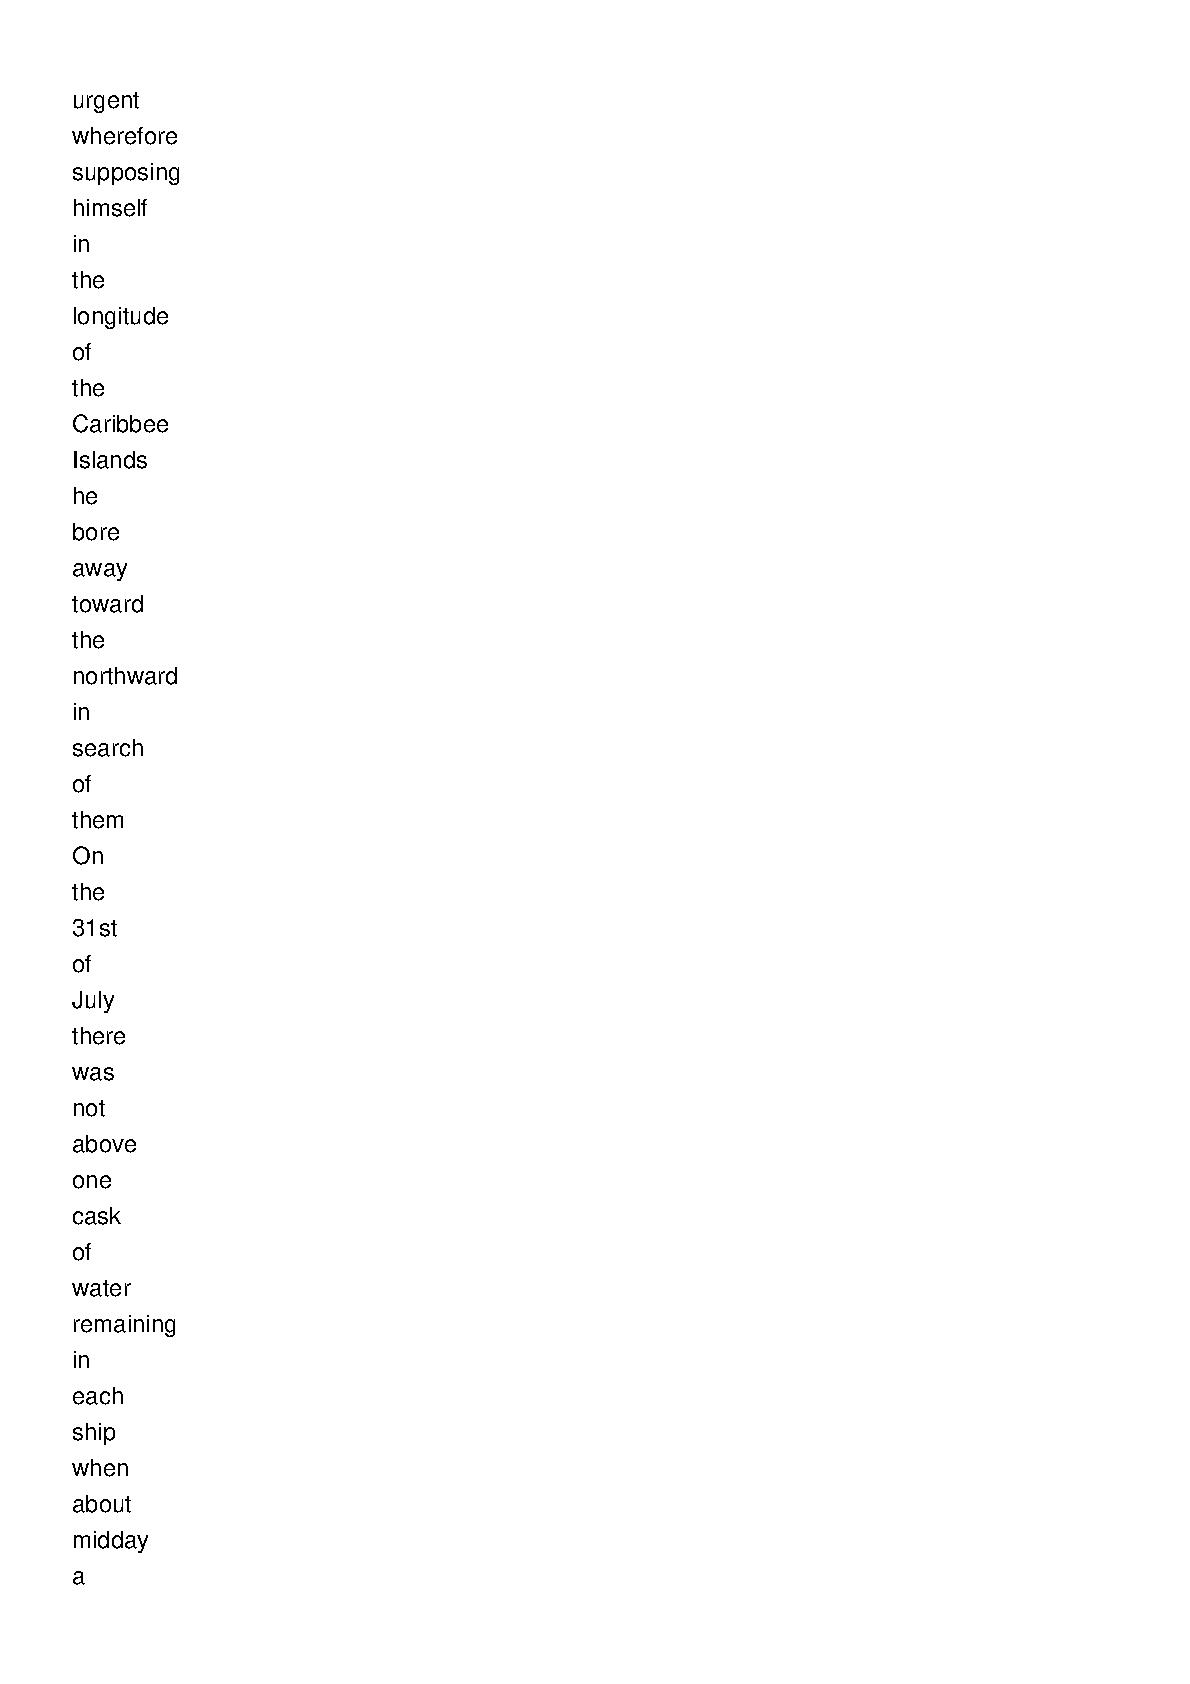 urgent
wherefore
supposing
himself
in
the
longitude
of
the
Caribbee
Islands
he
bore
away
toward
the
northward
in
search
of
them
On
the
31st
of
July
there
was
not
above
one
cask
of
water
remaining
in
each
ship
when
about
midday
a